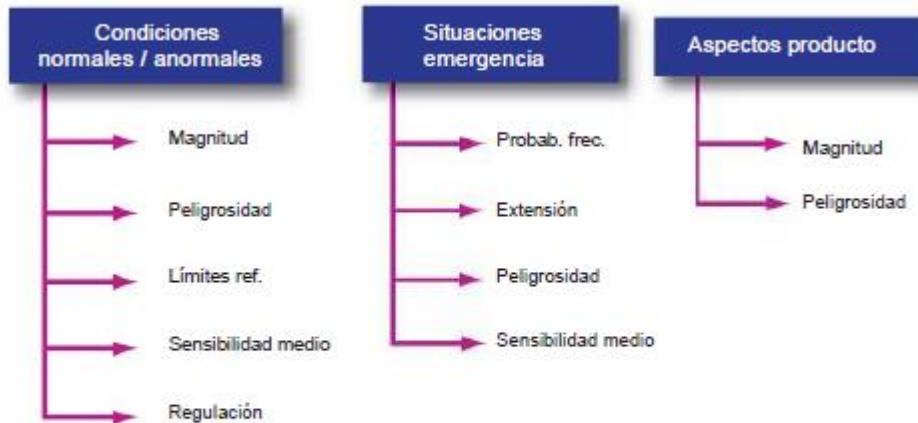 Condiciones
normales / anormales
Magnitud
Peligrosidad
Límites ref.
Sensibilidad medio
Regulación
Situaciones
emergencia
Probab. frec.
Extensión
Peligrosidad
Sensibilidad medio
Aspectos producto
Magnitud
Peligrosidad